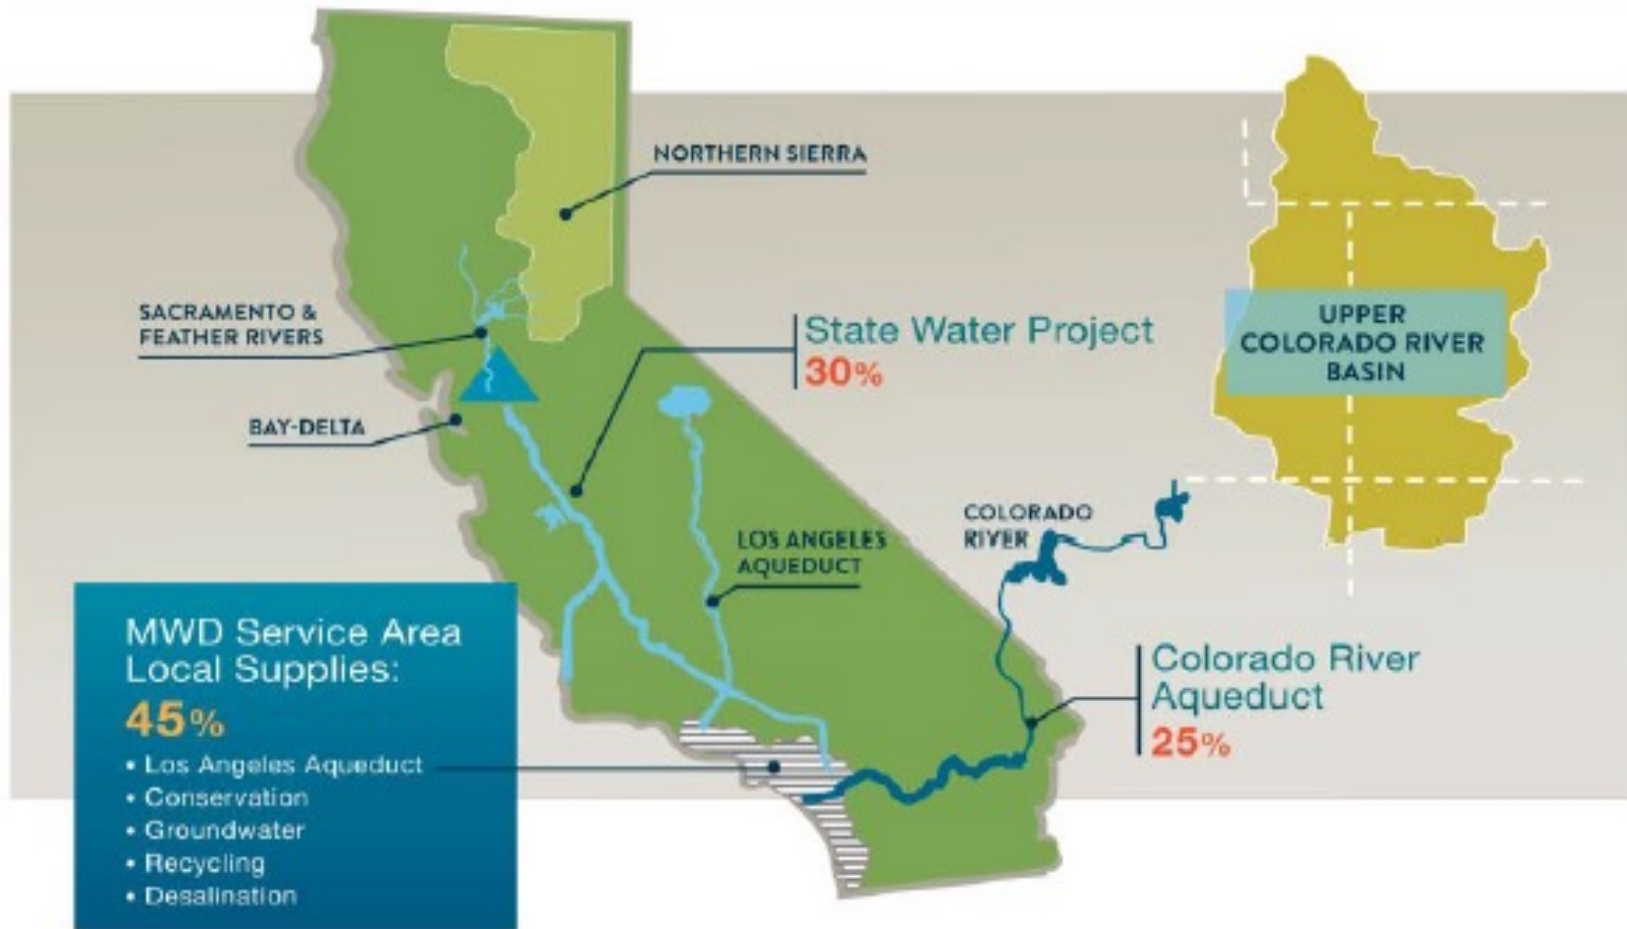 NORTHERN SIERRA
SACRAMENTO &
FEATHER RIVERS
State Water Project
30%
UPPER
COLORADO RIVER
BASIN
BAY-DELTA
COLORADO
RIVER
LOS ANGELES
AQUEDUCT
MWD Service Area
Local Supplies:
45%
• Los Angeles Aqueduct
• Conservation
• Groundwater
• Recycling
• Desalination
Colorado River
Aqueduct
25%